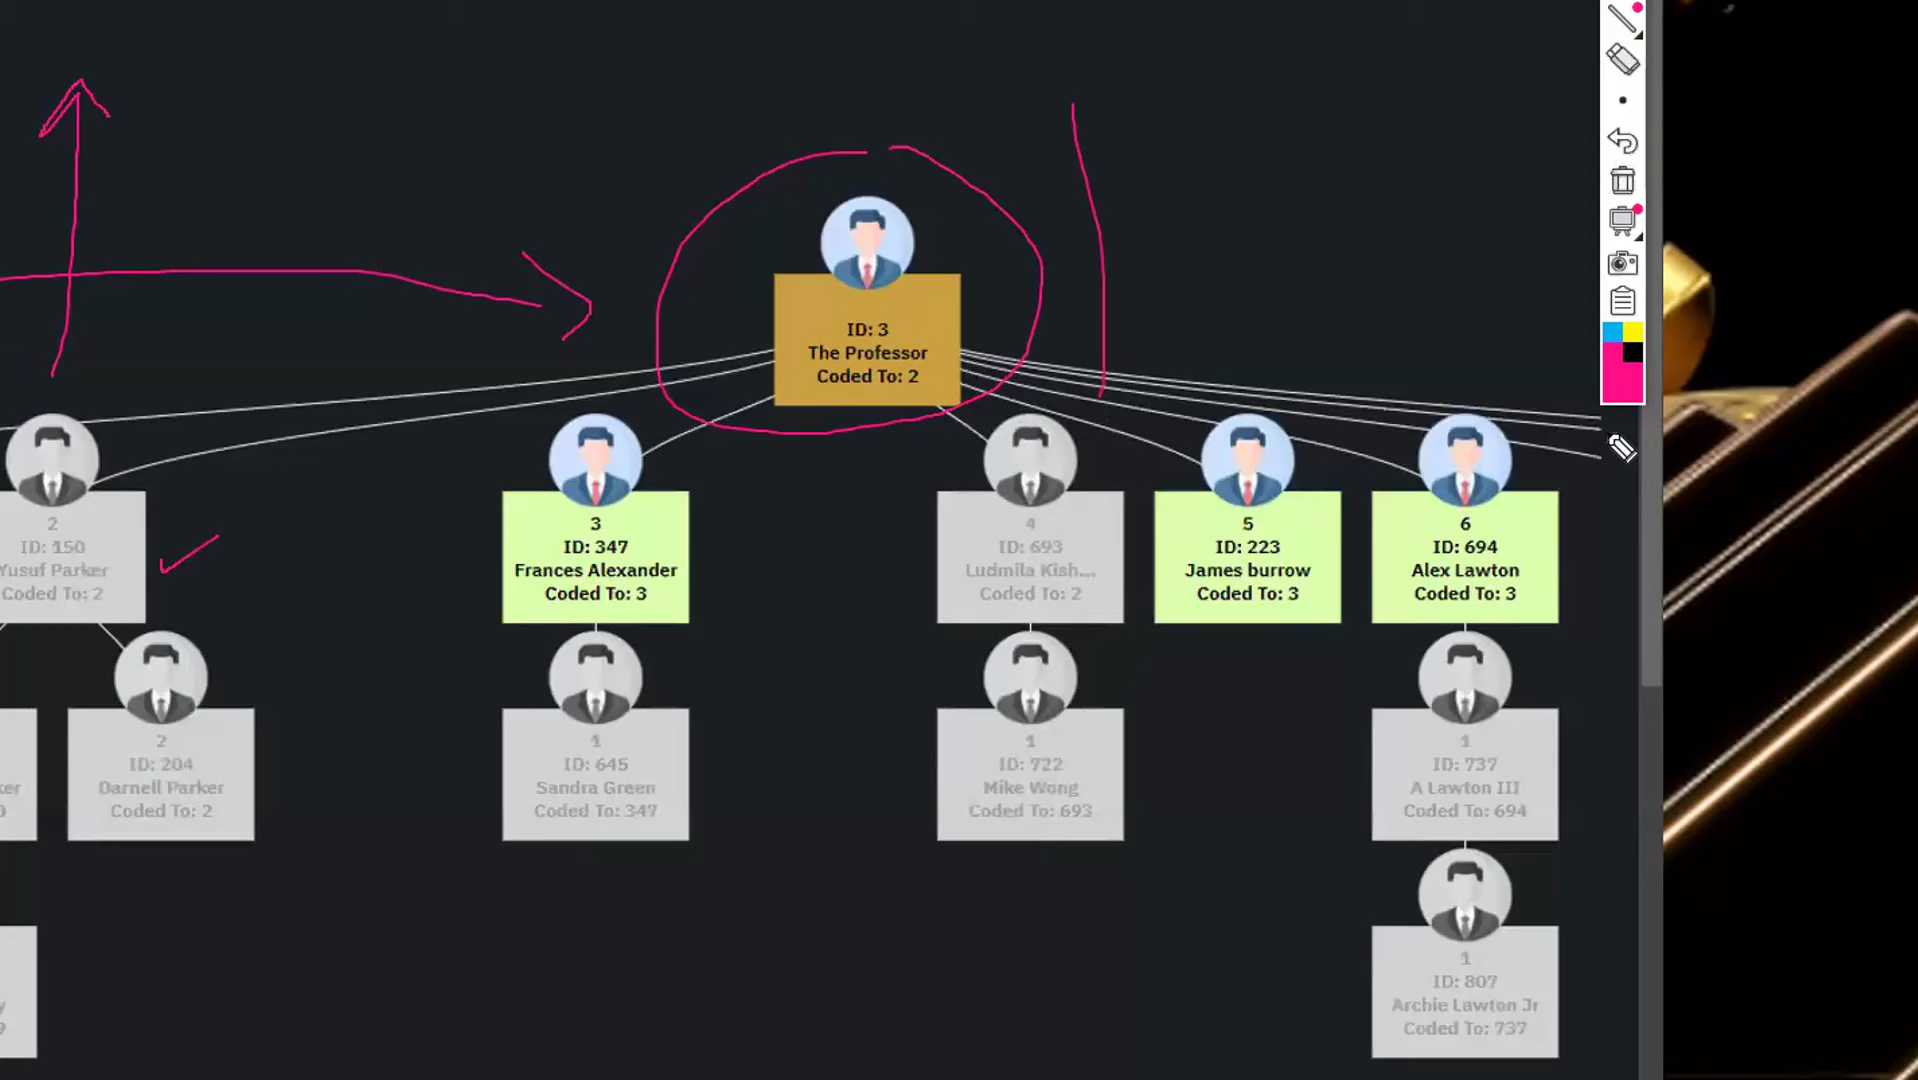 ID: 3
The Professor
Coded To: 2
2
ID: 150
Yusuf Parker
Coded To: 2
3
ID: 347
Frances Alexander
Coded To: 3
4
ID: 693
Ludmila Kish...
Coded To: 2
5
ID: 223
James burrow
Coded To: 3
6
ID: 694
Alex Lawton
Coded To: 3
2
ID: 204
Darnell Parker
Coded To: 2
1
ID: 645
Sandra Green
Coded To: 347
1
ID: 722
Mike Wong
Coded To: 693
1
ID: 737
A Lawton III
Coded To: 694
1
ID: 807
Archie Lawton Jr
Coded To: 737